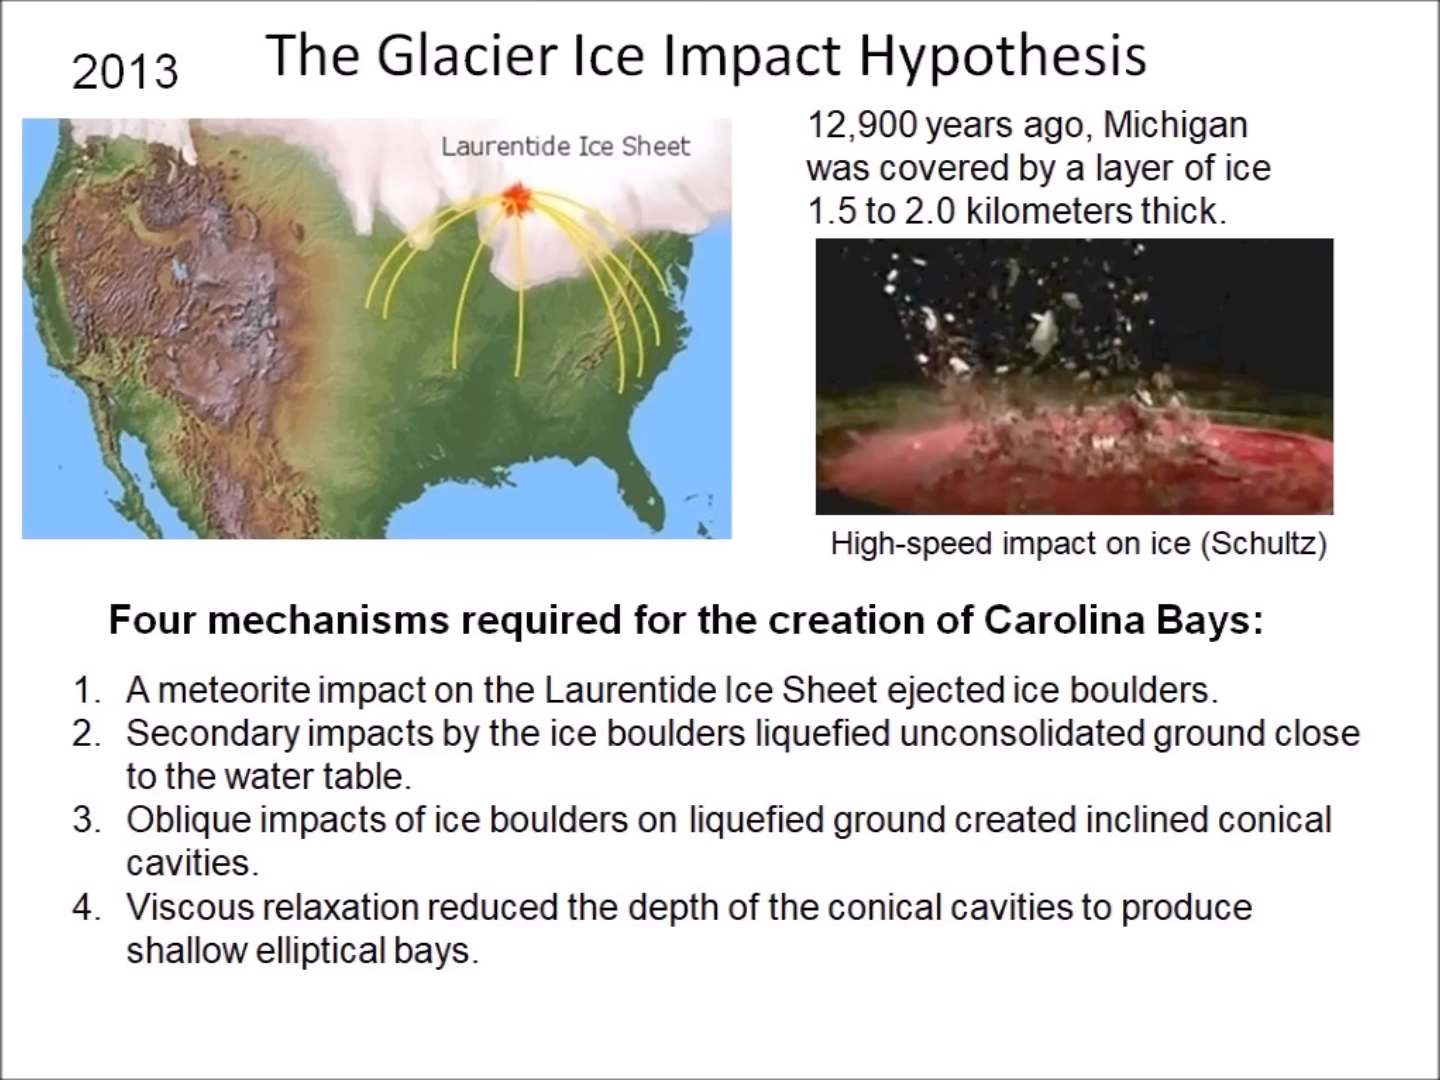 2013
The Glacier Ice Impact Hypothesis
Laurentide Ice Sheet
12,900 years ago, Michigan
was covered by a layer of ice
1.5 to 2.0 kilometers thick.
High-speed impact on ice (Schultz)
Four mechanisms required for the creation of Carolina Bays:
1. A meteorite impact on the Laurentide Ice Sheet ejected ice boulders.
2. Secondary impacts by the ice boulders liquefied unconsolidated ground close
to the water table.
3. Oblique impacts of ice boulders on liquefied ground created inclined conical
cavities.
4. Viscous relaxation reduced the depth of the conical cavities to produce
shallow elliptical bays.